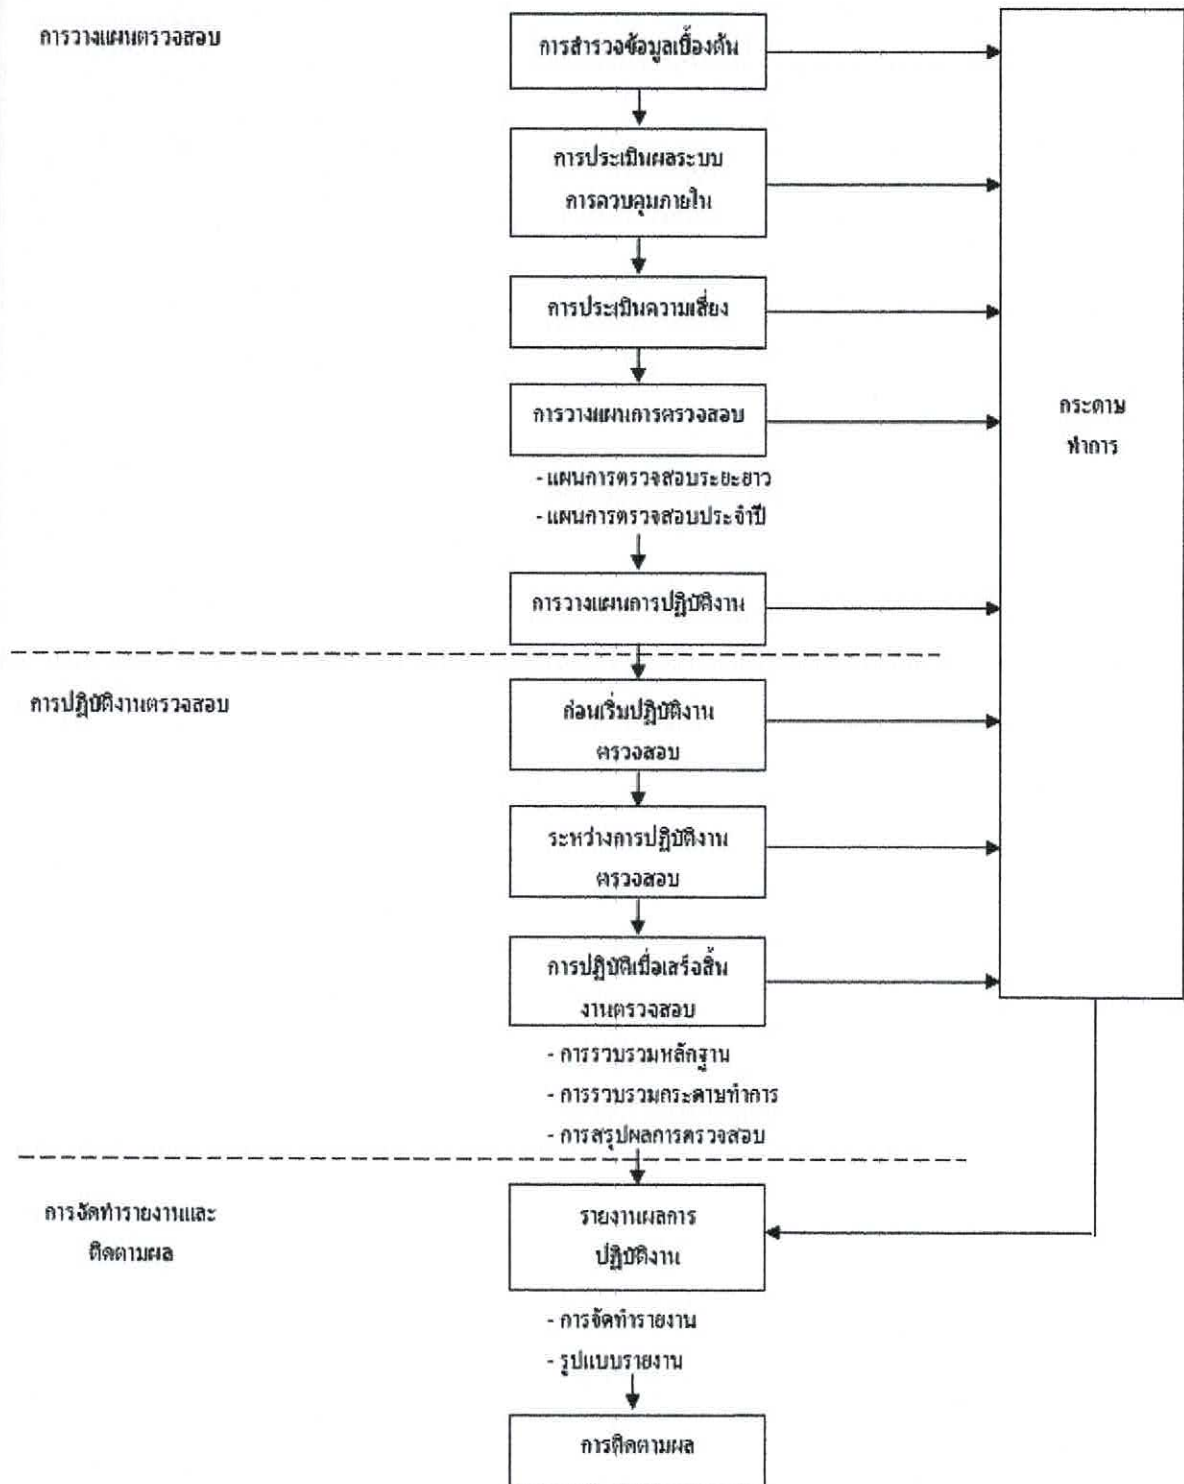 การวางแผนตรวจสอบ
การสำรวจข้อมูลเบื้องต้น
การประเมินผลระบบ
การควบคุมภายใน
การประเมินความเสี่ยง
การวางแผนการตรวจสอบ
- แผนการตรวจสอบระยะยาว
- แผนการตรวจสอบประจำปี
การวางแผนการปฏิบัติงาน
กระดาษ
ทำการ
การปฏิบัติงานตรวจสอบ
ก่อนเริ่มปฏิบัติงาน
ตรวจสอบ
ระหว่างการปฏิบัติงาน
ตรวจสอบ
การปฏิบัติเมื่อเสร็จสิ้น
งานตรวจสอบ
- การรวบรวมหลักฐาน
- การรวบรวมกระดาษทำการ
- การสรุปผลการตรวจสอบ
การจัดทำรายงานและ
ติดตามผล
รายงานผลการ
ปฏิบัติงาน
- การจัดทำรายงาน
- รูปแบบรายงาน
การติดตามผล